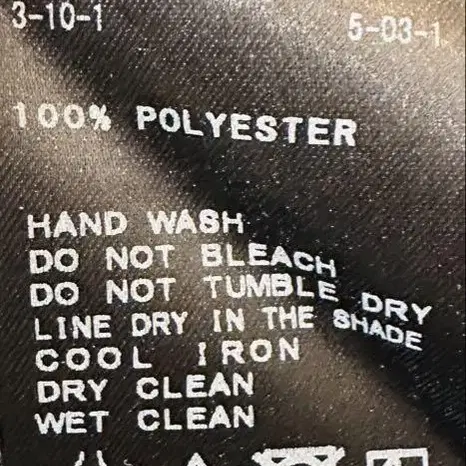 3-10-1 5-03-1
100% POLYESTER
HAND WASH
DO NOT BLEACH
DO NOT TUMBLE DRY
LINE DRY IN THE SHADE
COOL IRON
DRY CLEAN
WET CLEAN